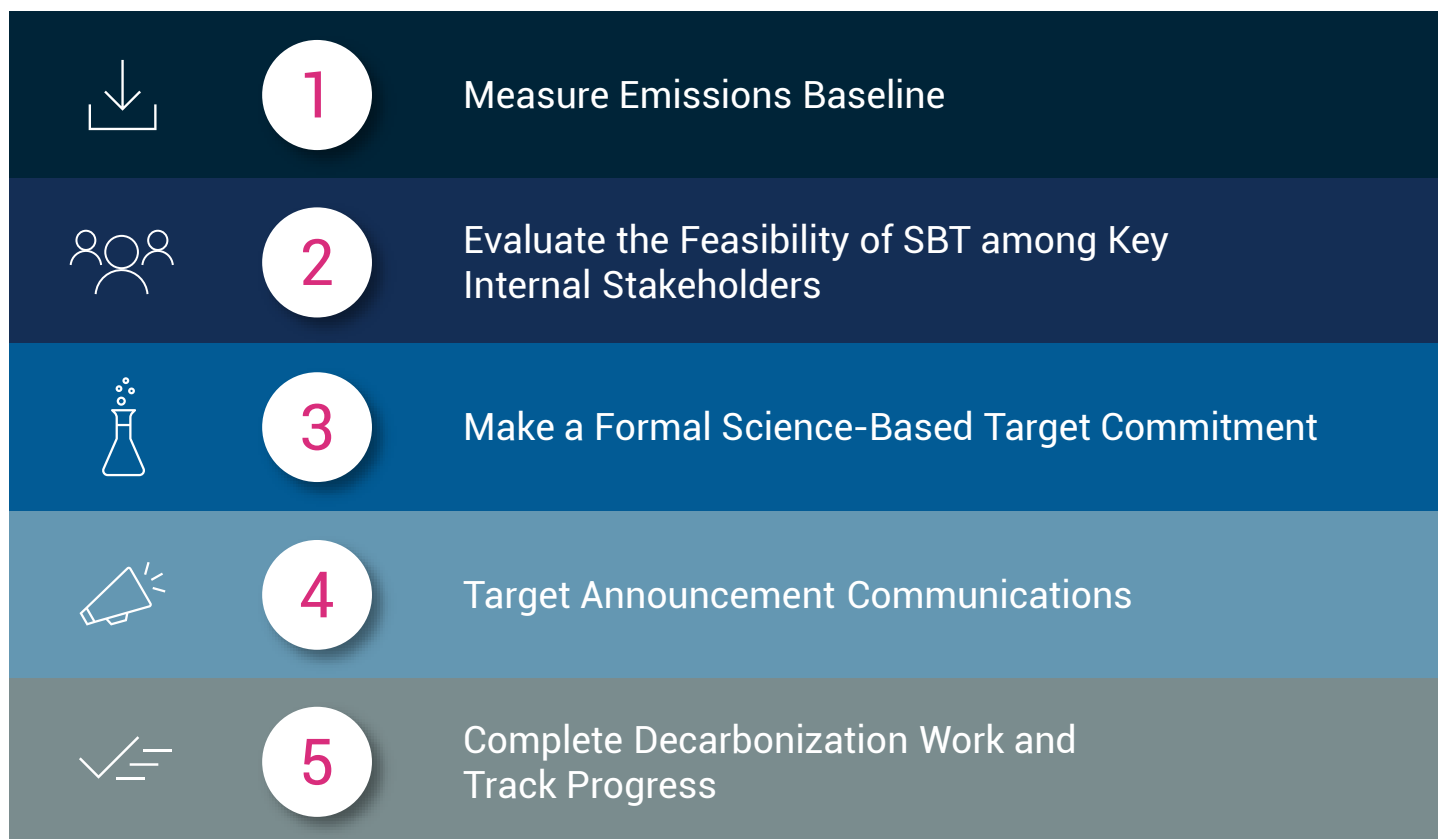 1
Measure Emissions Baseline
2
Evaluate the Feasibility of SBT among Key
Internal Stakeholders
3
Make a Formal Science-Based Target Commitment
4
Target Announcement Communications
5
Complete Decarbonization Work and
Track Progress